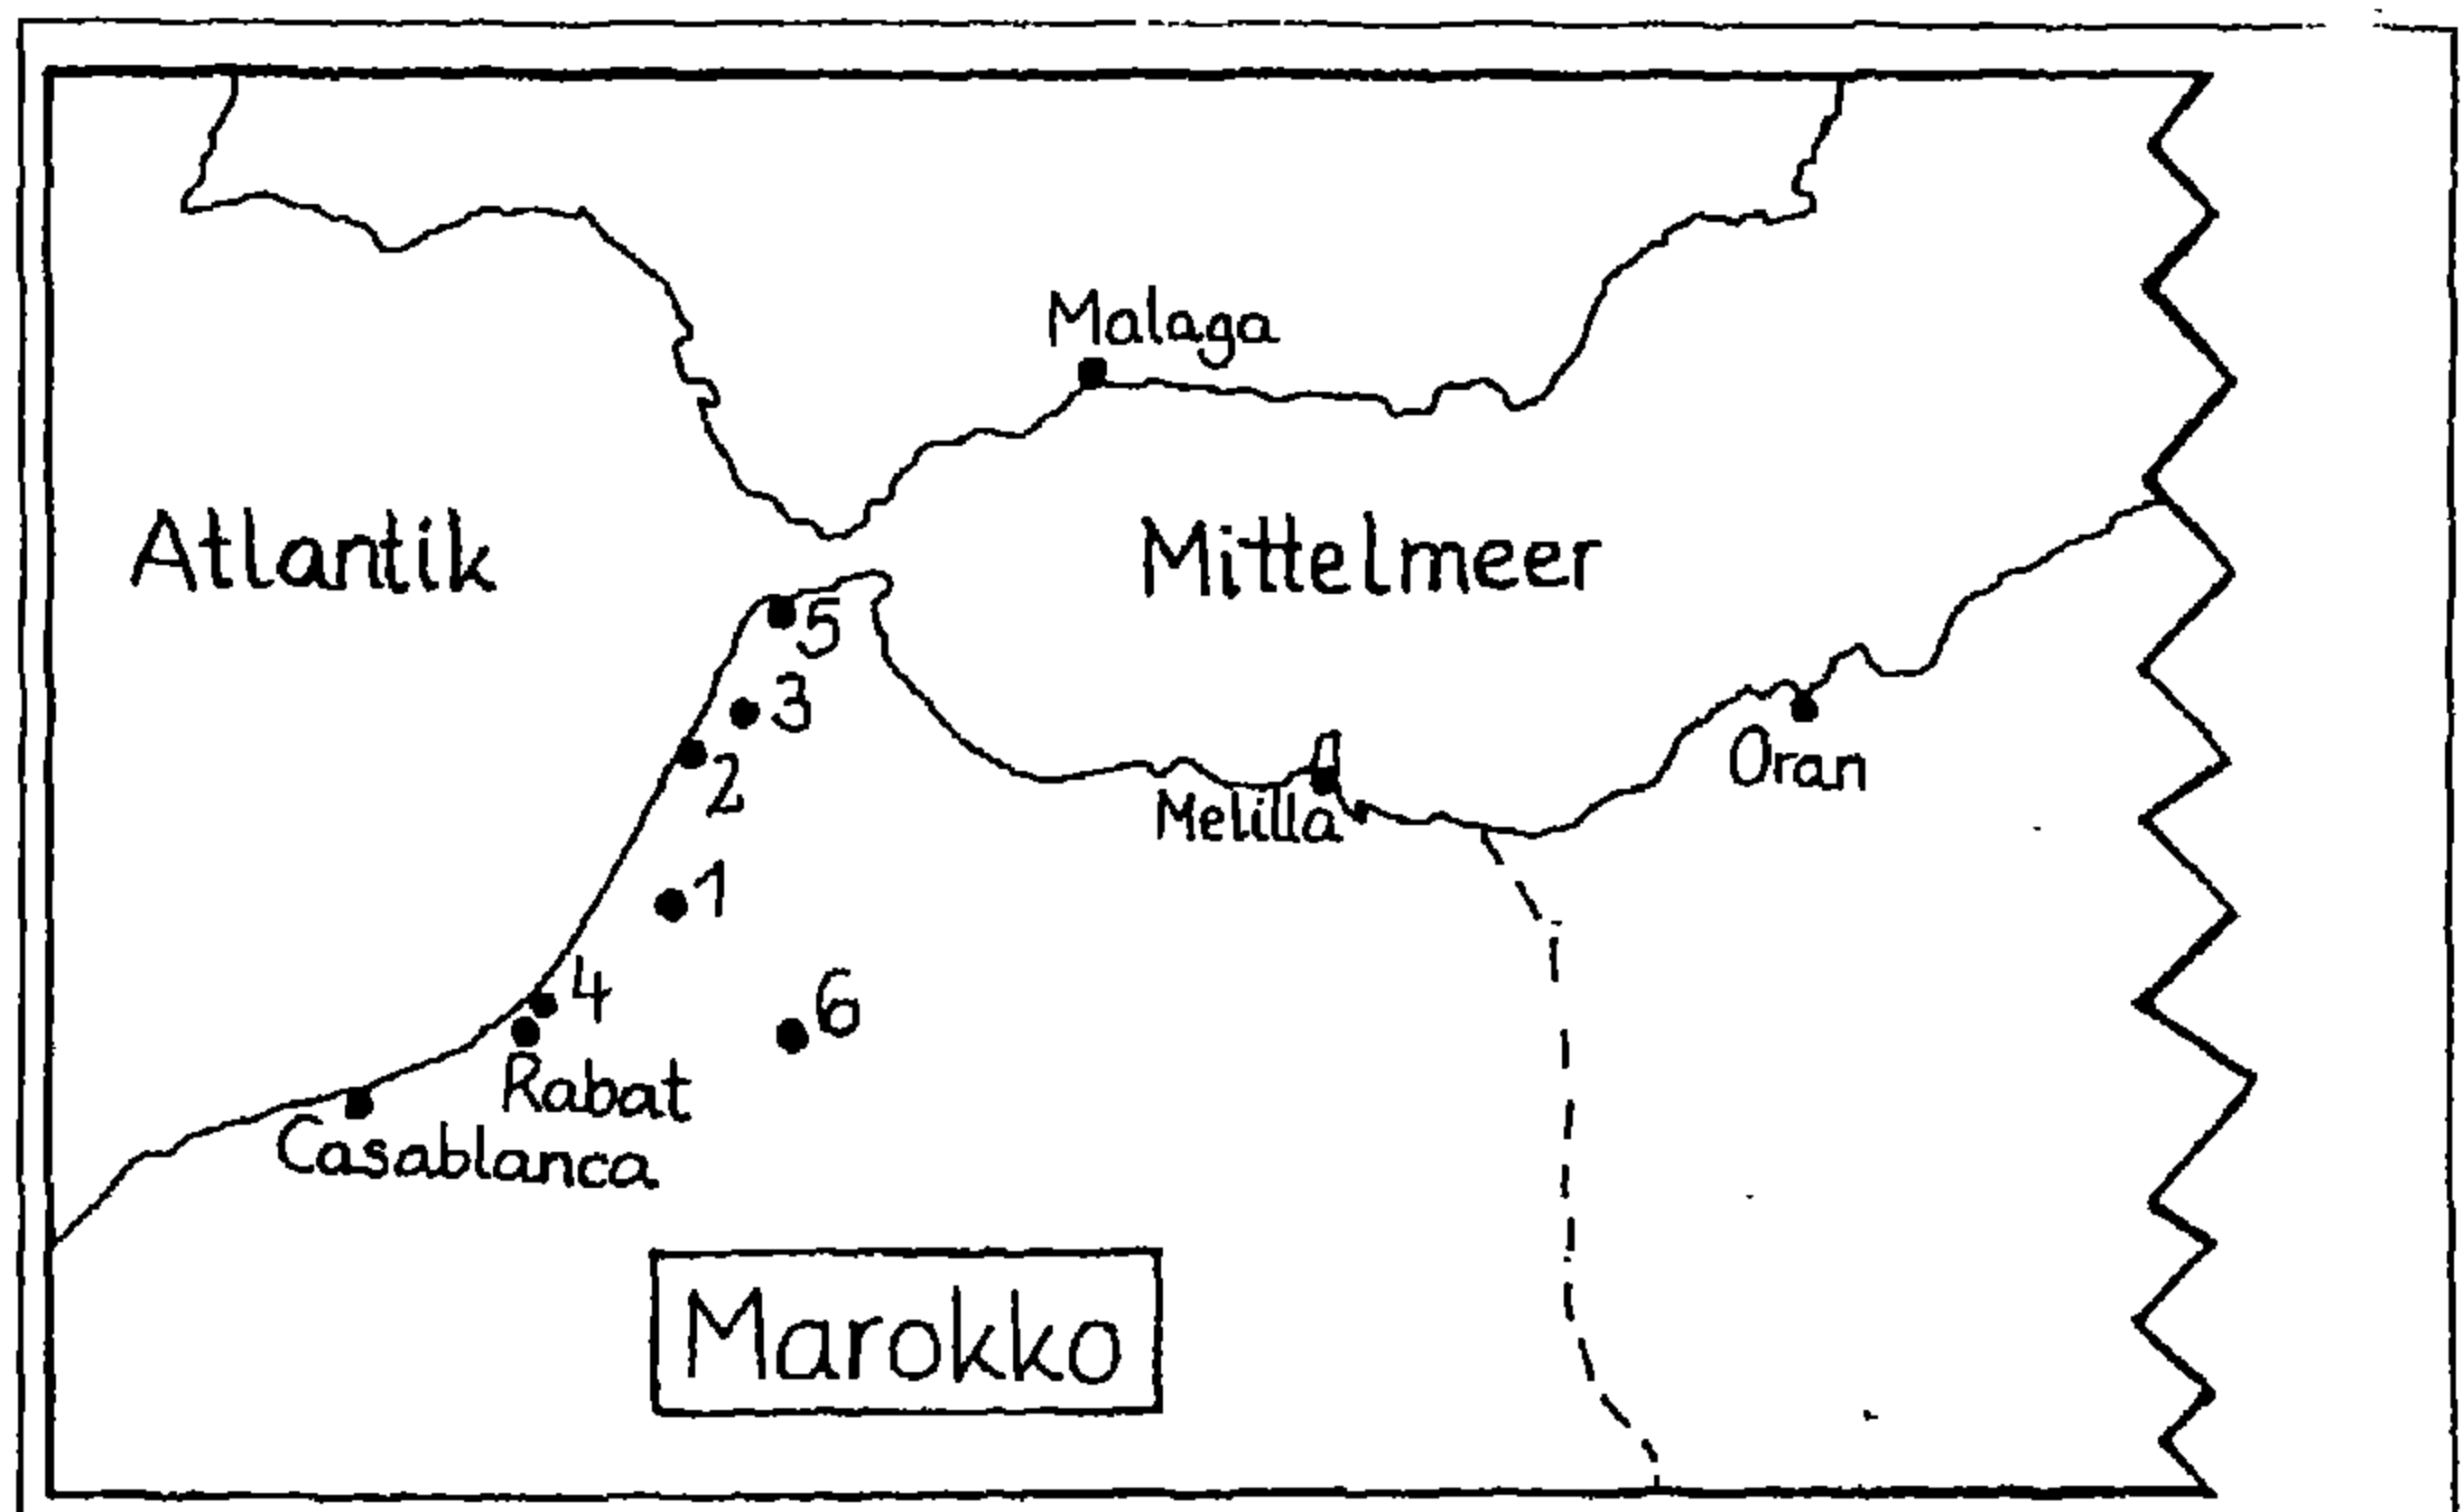 Malaga
Atlantik
Mittelmeer
5
3
2
Oran
Melilla
1
4
6
Rabat
Casablanca
Marokko